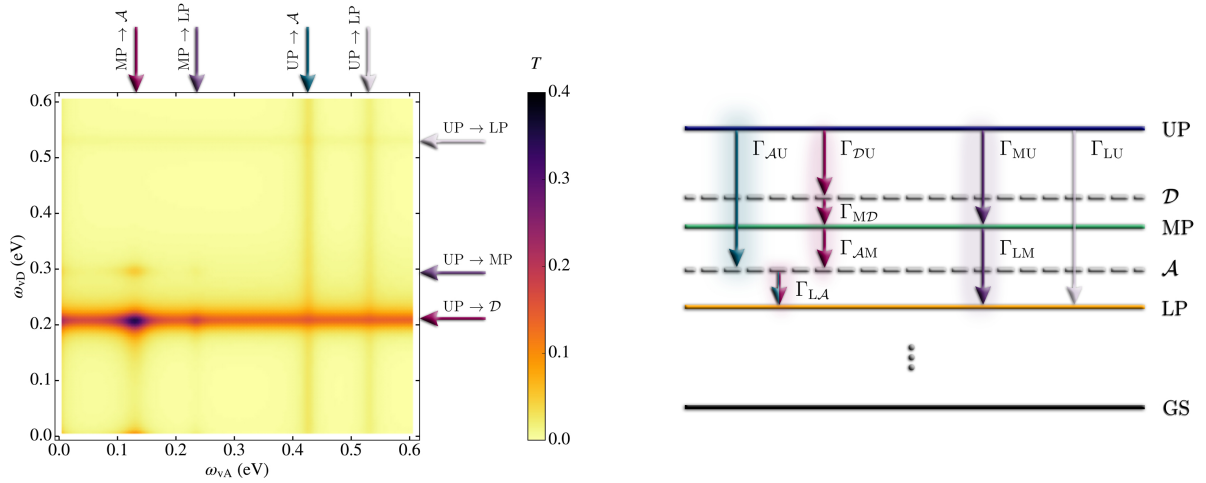 MP → 𝒜
MP → LP
UP → 𝒜
UP → LP
T
0.6
0.5
0.4
0.3
0.2
0.1
0.0
ω_vD (eV)
0.0 0.1 0.2 0.3 0.4 0.5 0.6
ω_vA (eV)
UP → LP
UP → MP
UP → 𝒟
0.4
0.3
0.2
0.1
0.0
UP
Γ_𝒜U Γ_𝒟U Γ_MU Γ_LU
𝒟
Γ_M𝒟
MP
Γ_𝒜M Γ_LM
𝒜
Γ_L𝒜
LP
GS